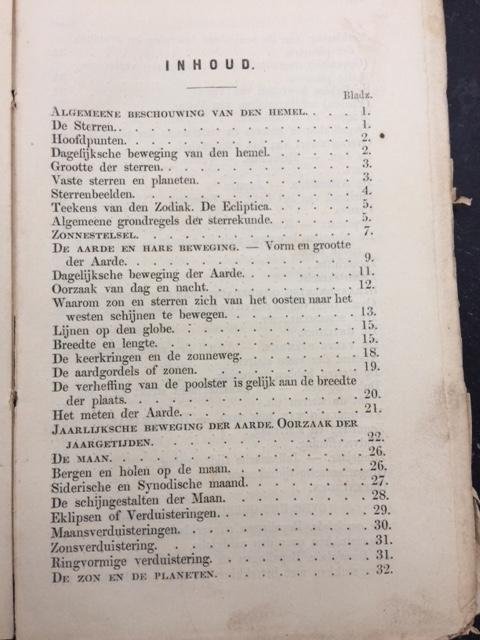 INHOUD.
Bladz.
ALGEMEENE BESCHOUWING VAN DEN HEMEL. . . . 1.
De Sterren. . . . . . . . . . . . . . 1.
Hoofdpunten. . . . . . . . . . . . . 2.
Dagelijksche beweging van den hemel. . . . . . . 2.
Grootte der sterren. . . . . . . . . . . . 3.
Vaste sterren en planeten. . . . . . . . . . 3.
Sterrenbeelden. . . . . . . . . . . . . 4.
Teekens van den Zodiak. De Ecliptica. . . . . . . 5.
Algemeene grondregels der sterrekunde. . . . . . . 5.
ZONNESTELSEL. . . . . . . . . . . . . 7.
DE AARDE EN HARE BEWEGING. — Vorm en grootte
der Aarde. . . . . . . . . . . . . 9.
Dagelijksche beweging der Aarde. . . . . . . . 11.
Oorzaak van dag en nacht. . . . . . . . . . 12.
Waarom zon en sterren zich van het oosten naar het
westen schijnen te bewegen. . . . . . . . . 13.
Lijnen op den globe. . . . . . . . . . . 15.
Breedte en lengte. . . . . . . . . . . . 15.
De keerkringen en de zonneweg. . . . . . . . 18.
De aardgordels of zonen. . . . . . . . . . 19.
De verheffing van de poolster is gelijk aan de breedte
der plaats. . . . . . . . . . . . . 20.
Het meten der Aarde. . . . . . . . . . . 21.
JAARLIJKSCHE BEWEGING DER AARDE. OORZAAK DER
JAARGETIJDEN. . . . . . . . . . . . 22.
DE MAAN. . . . . . . . . . . . . . 26.
Bergen en holen op de maan. . . . . . . . . 26.
Siderische en Synodische maand. . . . . . . . 27.
De schijngestalten der Maan. . . . . . . . . 28.
Eklipsen of Verduisteringen. . . . . . . . . 29.
Maansverduisteringen. . . . . . . . . . . 30.
Zonsverduistering. . . . . . . . . . . . 31.
Ringvormige verduistering. . . . . . . . . . 31.
DE ZON EN DE PLANETEN. . . . . . . . . . 32.